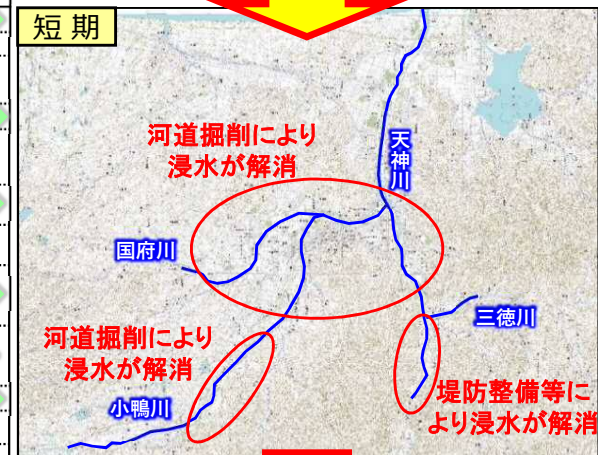 短期
河道掘削により
浸水が解消
天神川
国府川
三徳川
河道掘削により
浸水が解消
小鴨川
堤防整備等に
より浸水が解消